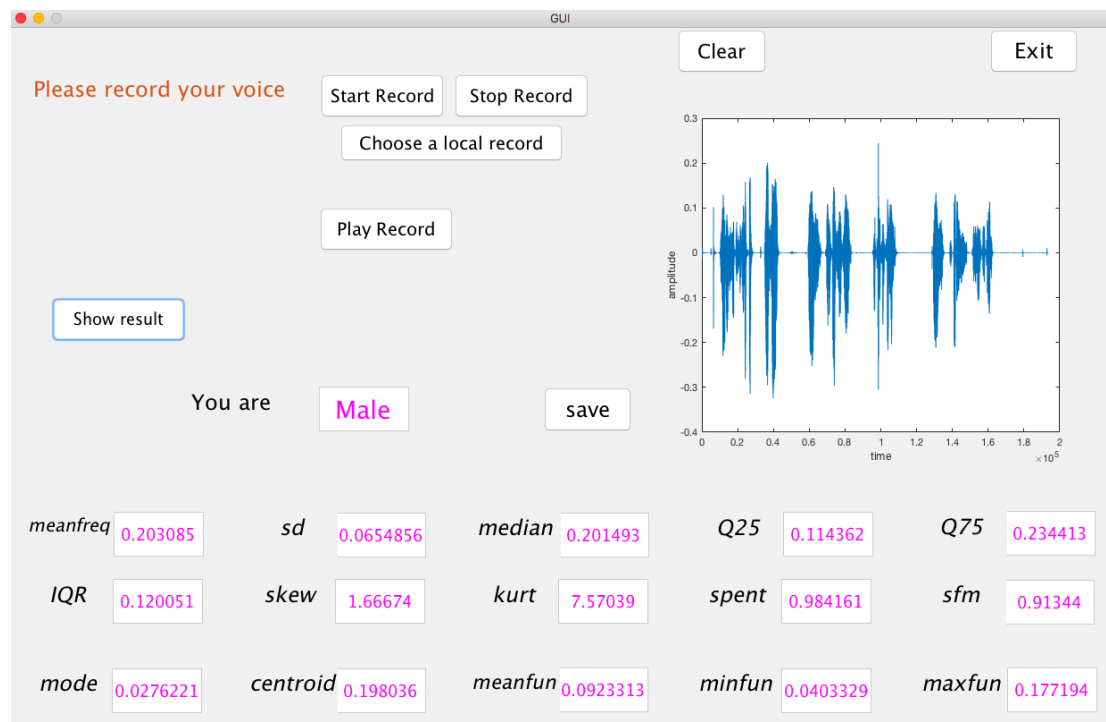 GUI
Clear
Exit
Please record your voice
Start Record
Stop Record
Choose a local record
Play Record
Show result
You are
Male
save
0.3
0.2
0.1
0
-0.1
-0.2
-0.3
-0.4
amplitude
0 0.2 0.4 0.6 0.8 1 1.2 1.4 1.6 1.8 2
time
×10⁵
meanfreq 0.203085 sd 0.0654856 median 0.201493 Q25 0.114362 Q75 0.234413
IQR 0.120051 skew 1.66674 kurt 7.57039 spent 0.984161 sfm 0.91344
mode 0.0276221 centroid 0.198036 meanfun 0.0923313 minfun 0.0403329 maxfun 0.177194